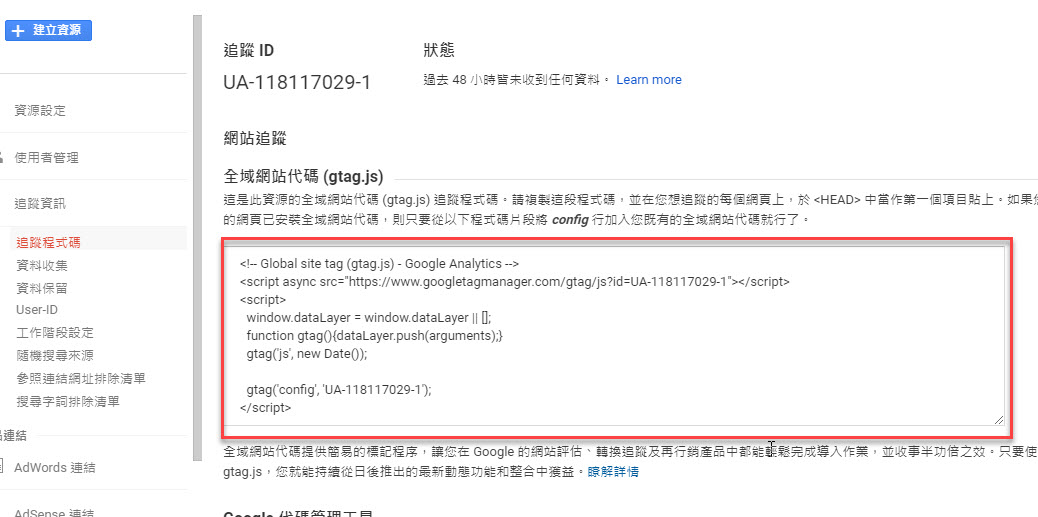 建立資源
資源設定
使用者管理
追蹤資訊
追蹤程式碼
資料收集
資料保留
User-ID
工作階段設定
隨機搜尋來源
參照連結網址排除清單
搜尋字詞排除清單
連結
AdWords 連結
AdSense 連結
追蹤 ID
狀態
UA-118117029-1
過去 48 小時皆未收到任何資料。 Learn more
網站追蹤
全域網站代碼 (gtag.js)
這是此資源的全域網站代碼 (gtag.js) 追蹤程式碼。請複製這段程式碼，並在您想追蹤的每個網頁上，於 <HEAD> 中當作第一個項目貼上。如果
的網頁已安裝全域網站代碼，則只要從以下程式碼片段將 config 行加入您既有的全域網站代碼就行了。
<!-- Global site tag (gtag.js) - Google Analytics -->
<script async src="https://www.googletagmanager.com/gtag/js?id=UA-118117029-1"></script>
<script>
window.dataLayer = window.dataLayer || [];
function gtag(){dataLayer.push(arguments);}
gtag('js', new Date());
gtag('config', 'UA-118117029-1');
</script>
全域網站代碼提供簡易的標記程序，讓您在 Google 的網站評估、轉換追蹤及再行銷產品中都能輕鬆完成導入作業，並收事半功倍之效。只要使
gtag.js，您就能持續從日後推出的最新動態功能和整合中獲益。瞭解詳情
Google 代碼管理工具